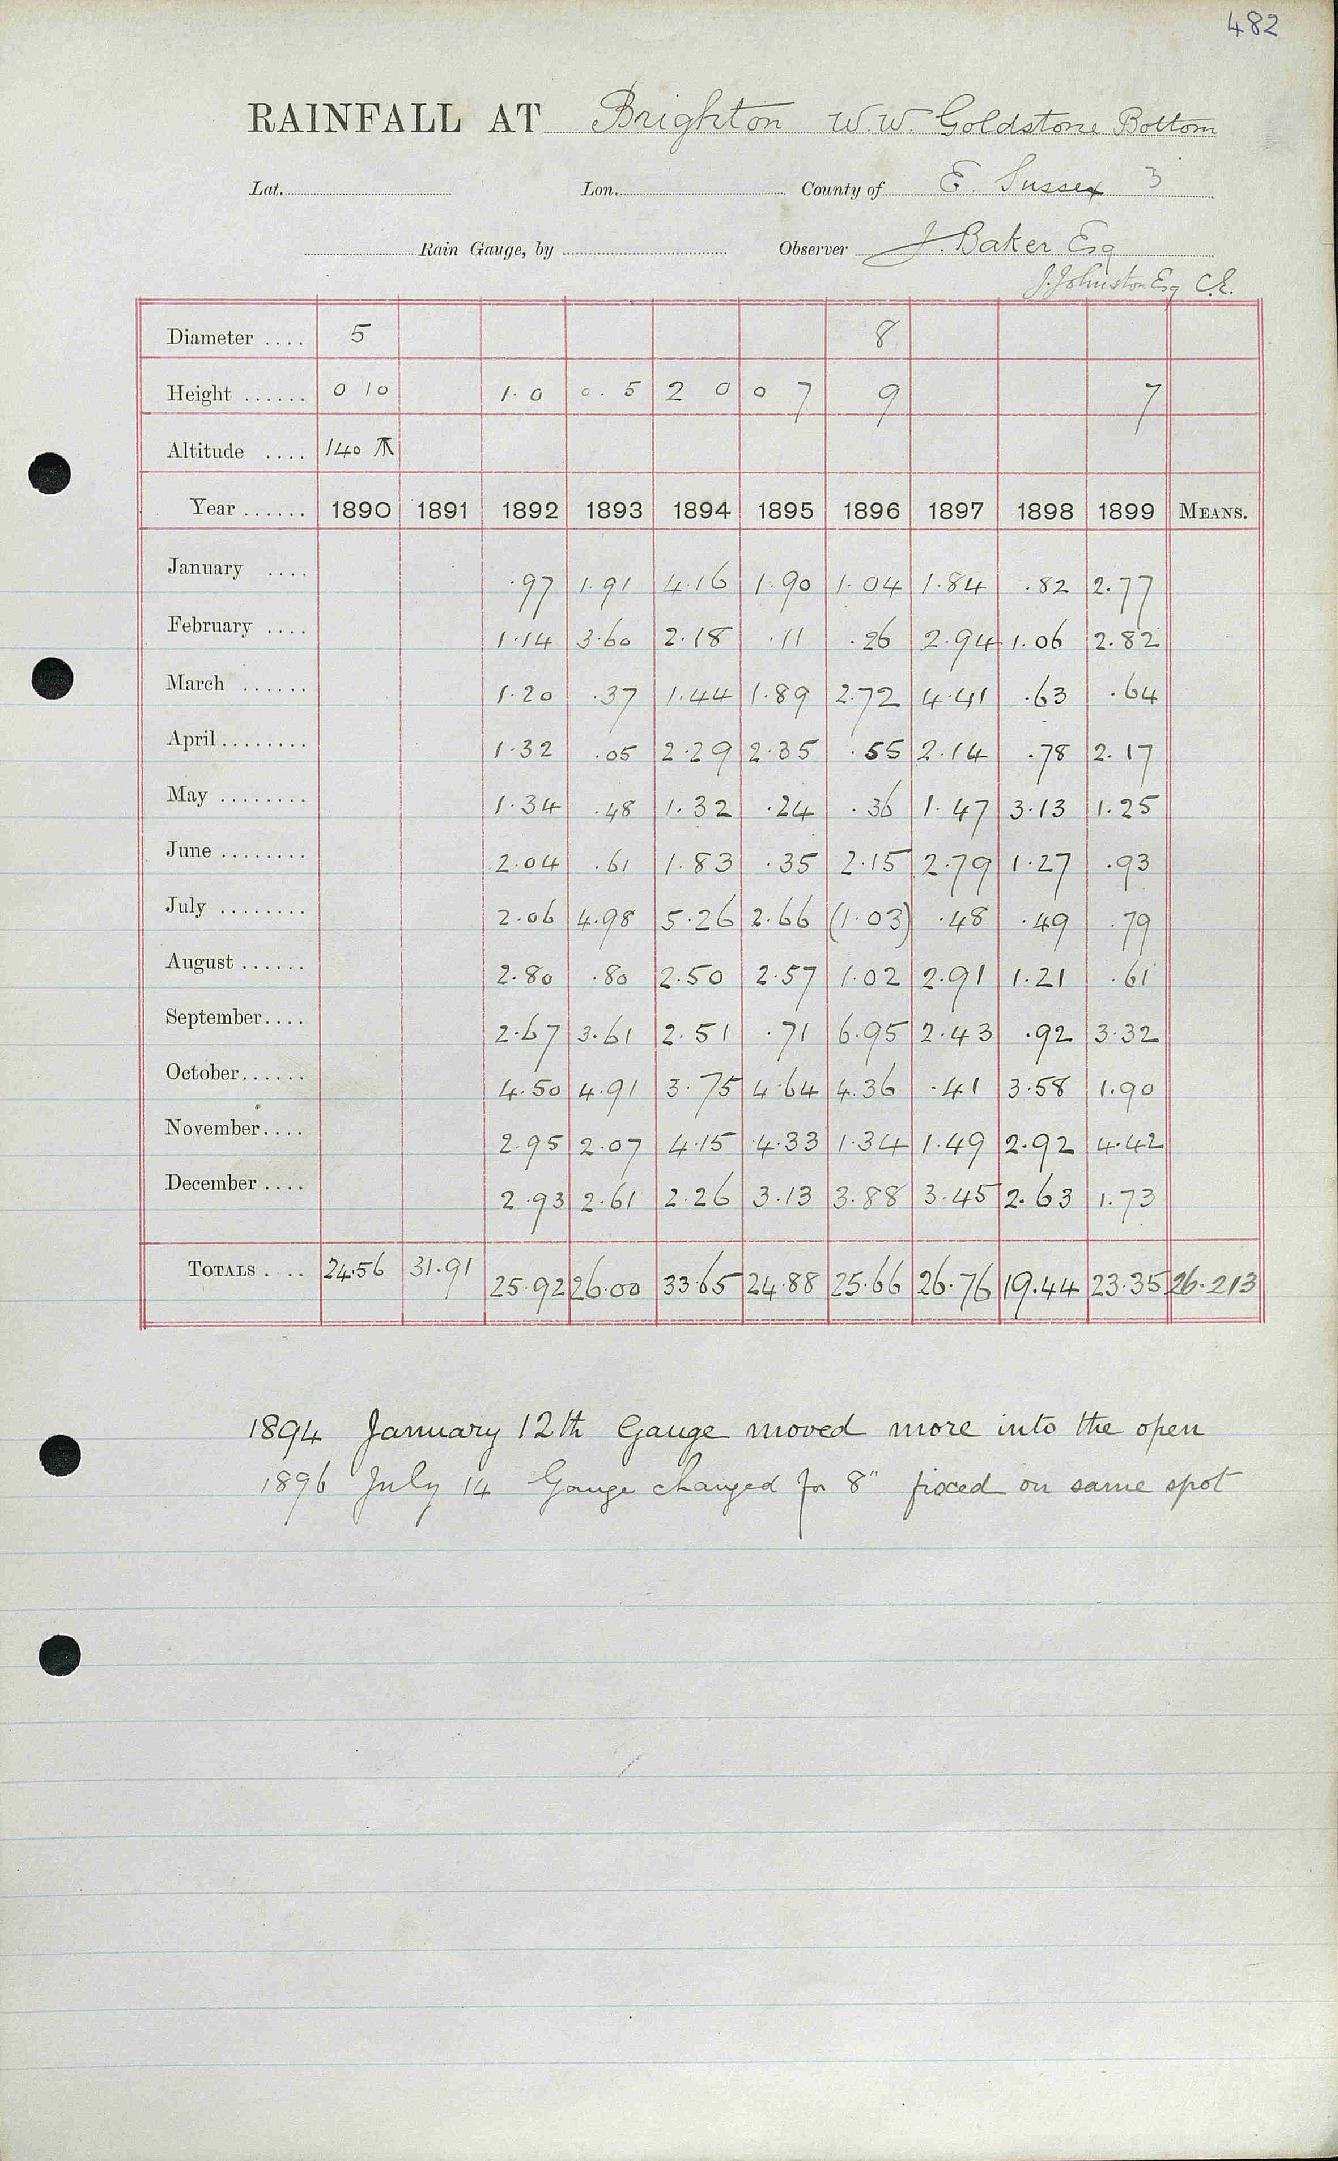 482
RAINFALL AT Brighton W.W. Goldstone Bottom
Lat. Lon. County of E. Sussex 3
Rain Gauge, by Observer J. Baker Esq
J. Johnston Esq C.E.
Diameter .... 5 8
Height ...... 0 10 1. 0 0. 5 2 0 0 7 9 7
Altitude .... 140
Year ...... 1890 1891 1892 1893 1894 1895 1896 1897 1898 1899 MEANS.
January .... .97 1.91 4.16 1.90 1.04 1.84 .82 2.77
February .... 1.14 3.60 2.18 .11 .26 2.94 1.06 2.82
March ...... 1.20 .37 1.44 1.89 2.72 4.41 .63 .64
April ........ 1.32 .05 2.29 2.35 .55 2.14 .78 2.17
May ........ 1.34 .48 1.32 .24 .36 1.47 3.13 1.25
June ........ 2.04 .61 1.83 .35 2.15 2.79 1.27 .93
July ........ 2.06 4.98 5.26 2.66 (1.03) .48 .49 .79
August ...... 2.80 .80 2.50 2.57 1.02 2.91 1.21 .61
September.... 2.67 3.61 2.51 .71 6.95 2.43 .92 3.32
October...... 4.50 4.91 3.75 4.64 4.36 .41 3.58 1.90
November.... 2.95 2.07 4.15 4.33 1.34 1.49 2.92 4.42
December .... 2.93 2.61 2.26 3.13 3.88 3.45 2.63 1.73
TOTALS .... 24.56 31.91 25.92 26.00 33.65 24.88 25.66 26.76 19.44 23.35 26.213
1894 January 12th Gauge moved more into the open
1896 July 14 Gauge changed for 8" fixed on same spot